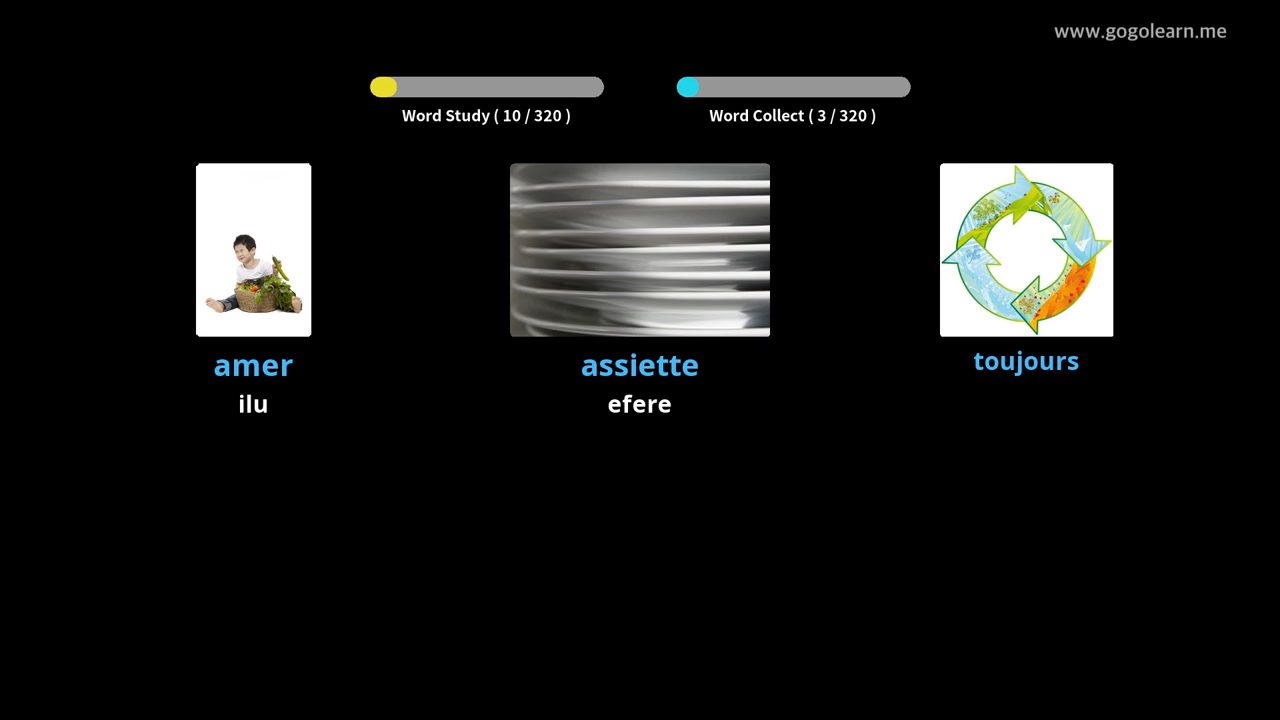 www.gogolearn.me
Word Study ( 10 / 320 )
Word Collect ( 3 / 320 )
amer
assiette
toujours
ilu
efere